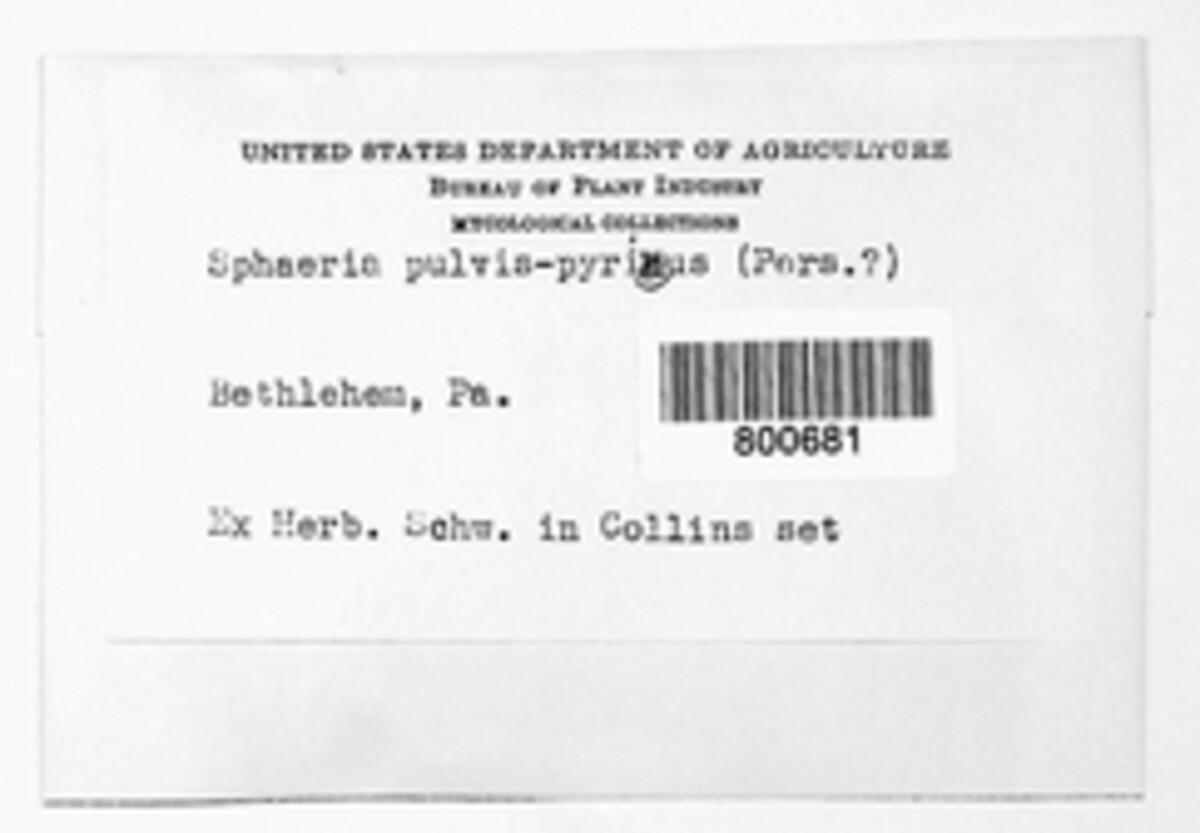 UNITED STATES DEPARTMENT OF AGRICULTURE
BUREAU OF PLANT INDUSTRY
MYCOLOGICAL COLLECTIONS
Sphaeria pulvis-pyrius (Pers.?)
Bethlehem, Pa.
800681
Ex Herb. Schw. in Collins set